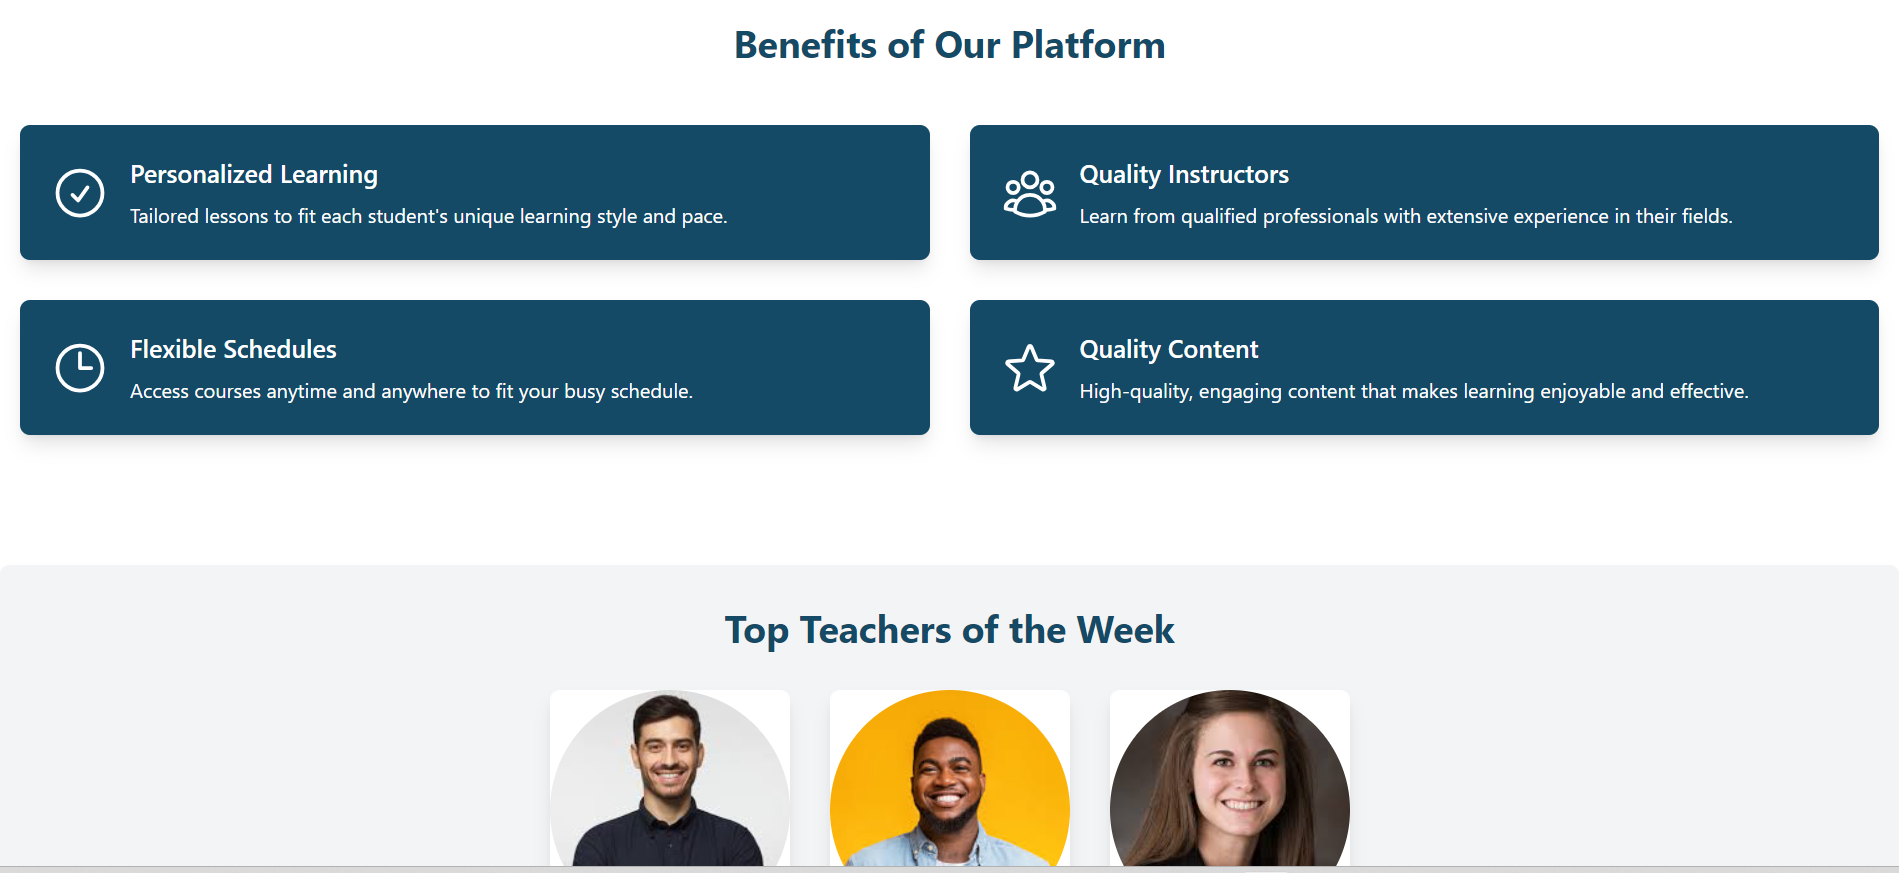 Benefits of Our Platform
Personalized Learning
Tailored lessons to fit each student's unique learning style and pace.
Quality Instructors
Learn from qualified professionals with extensive experience in their fields.
Flexible Schedules
Access courses anytime and anywhere to fit your busy schedule.
Quality Content
High-quality, engaging content that makes learning enjoyable and effective.
Top Teachers of the Week